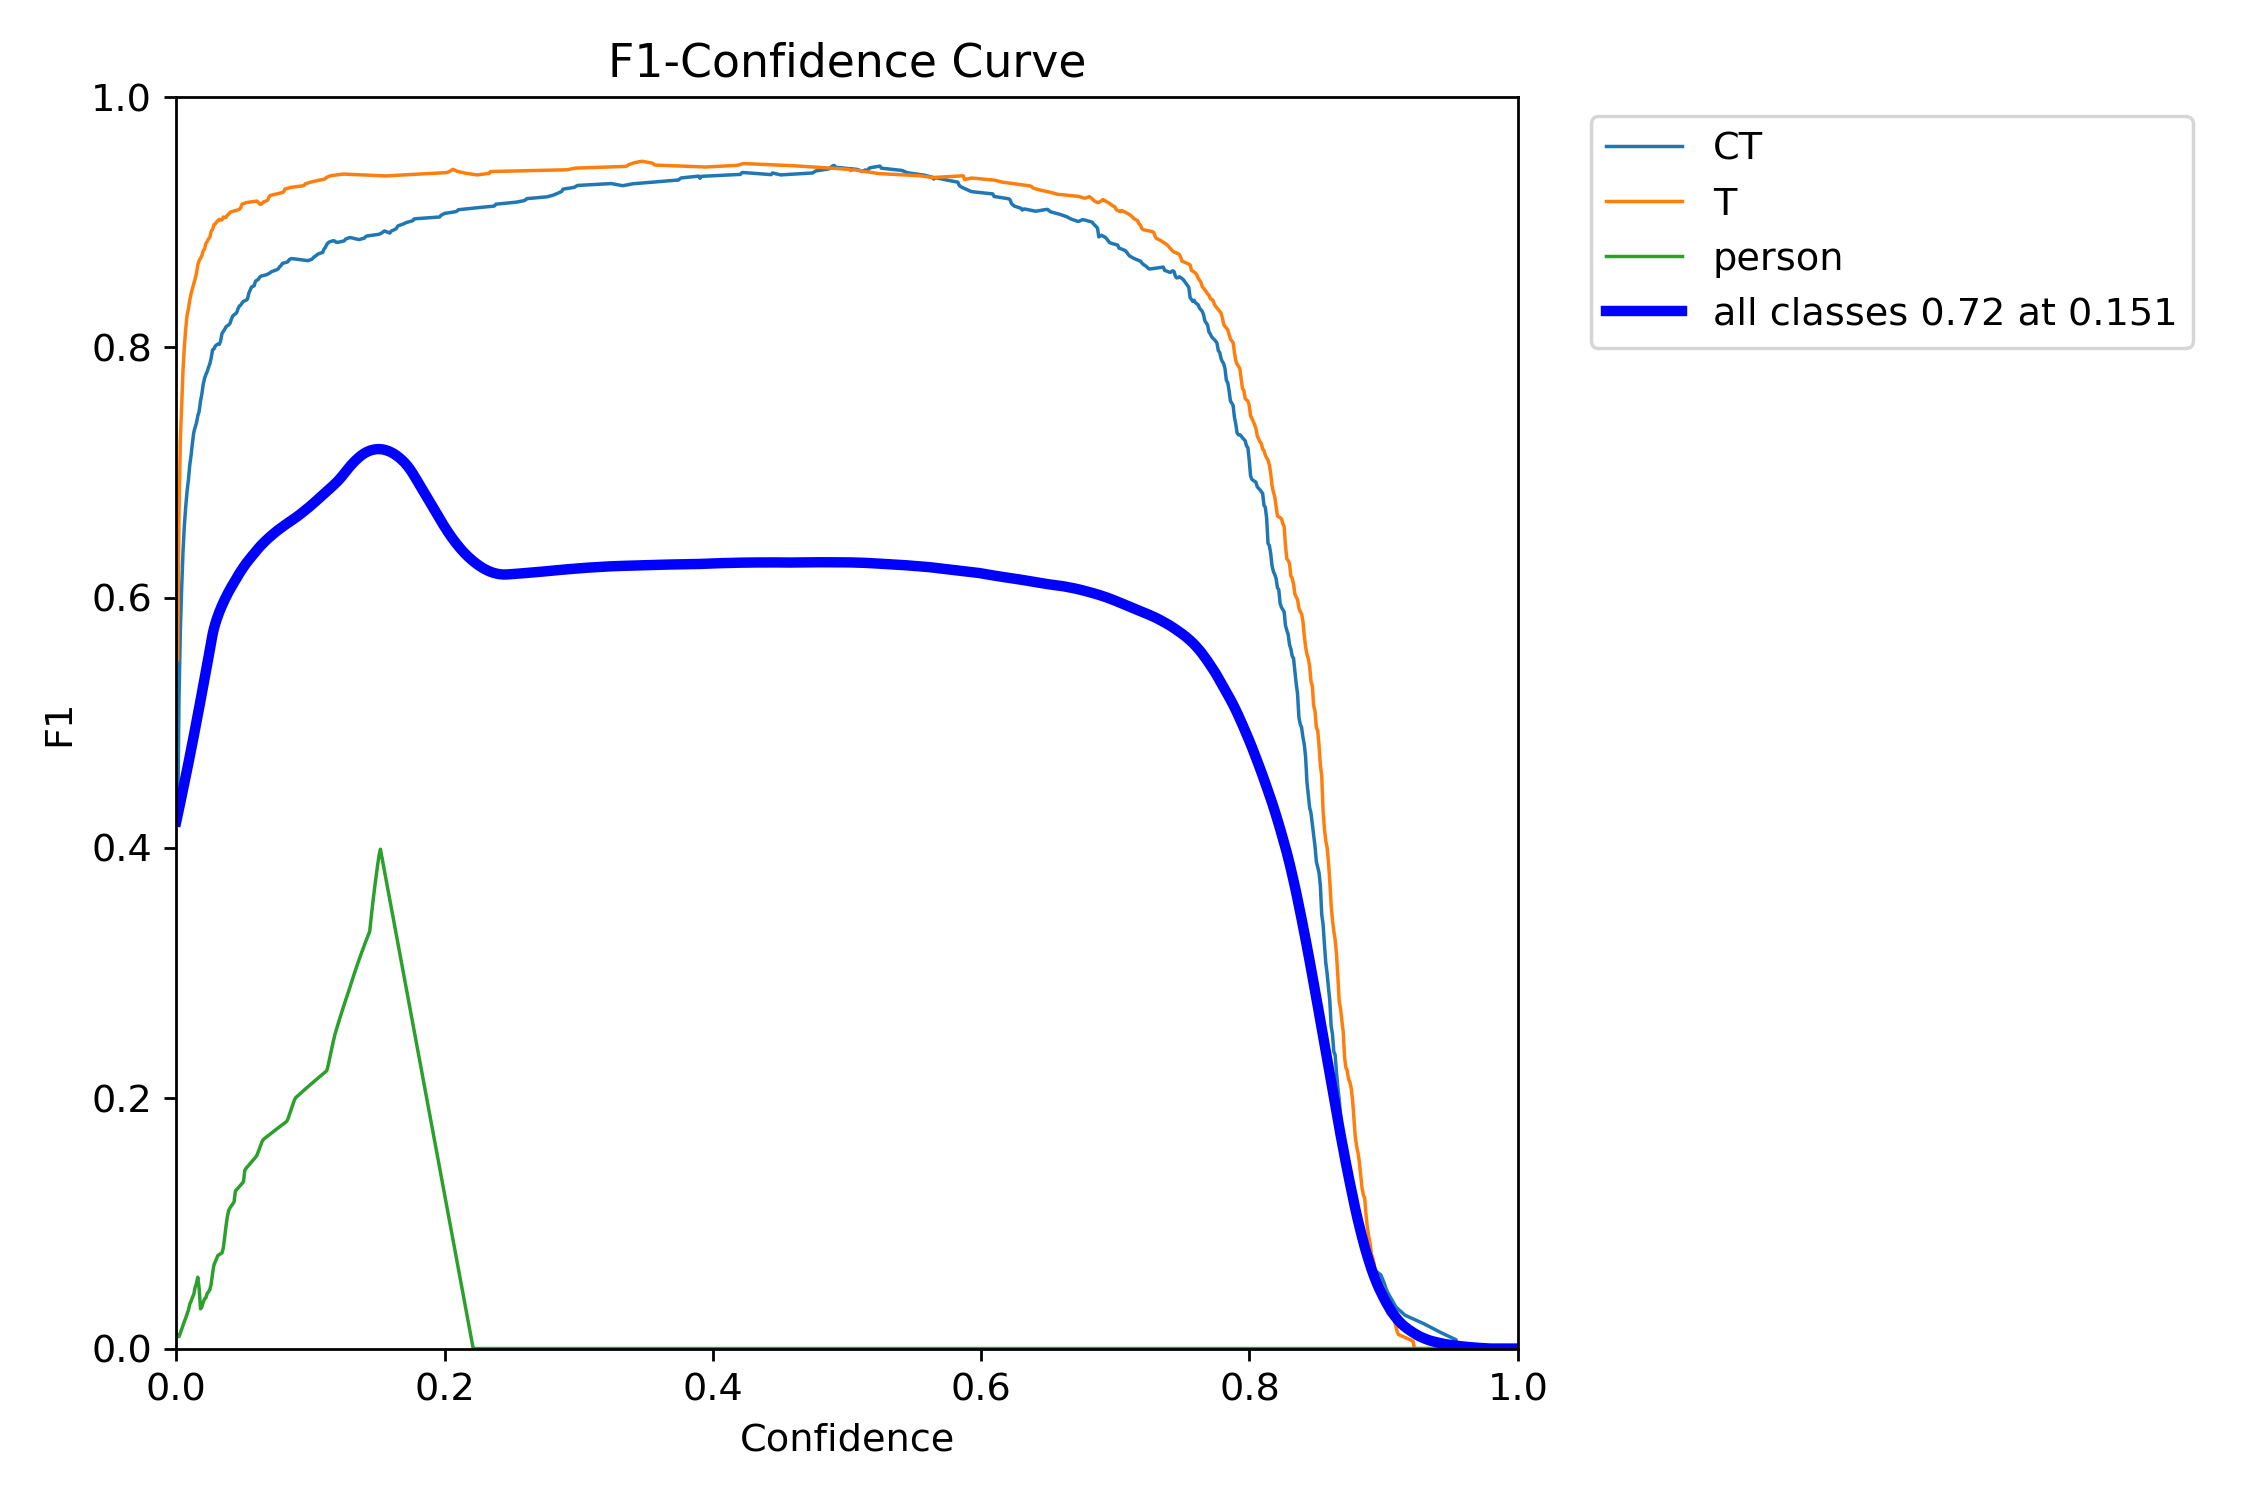 F1-Confidence Curve
1.0
0.8
0.6
0.4
0.2
0.0
F1
0.0 0.2 0.4 0.6 0.8 1.0
Confidence
CT
T
person
all classes 0.72 at 0.151